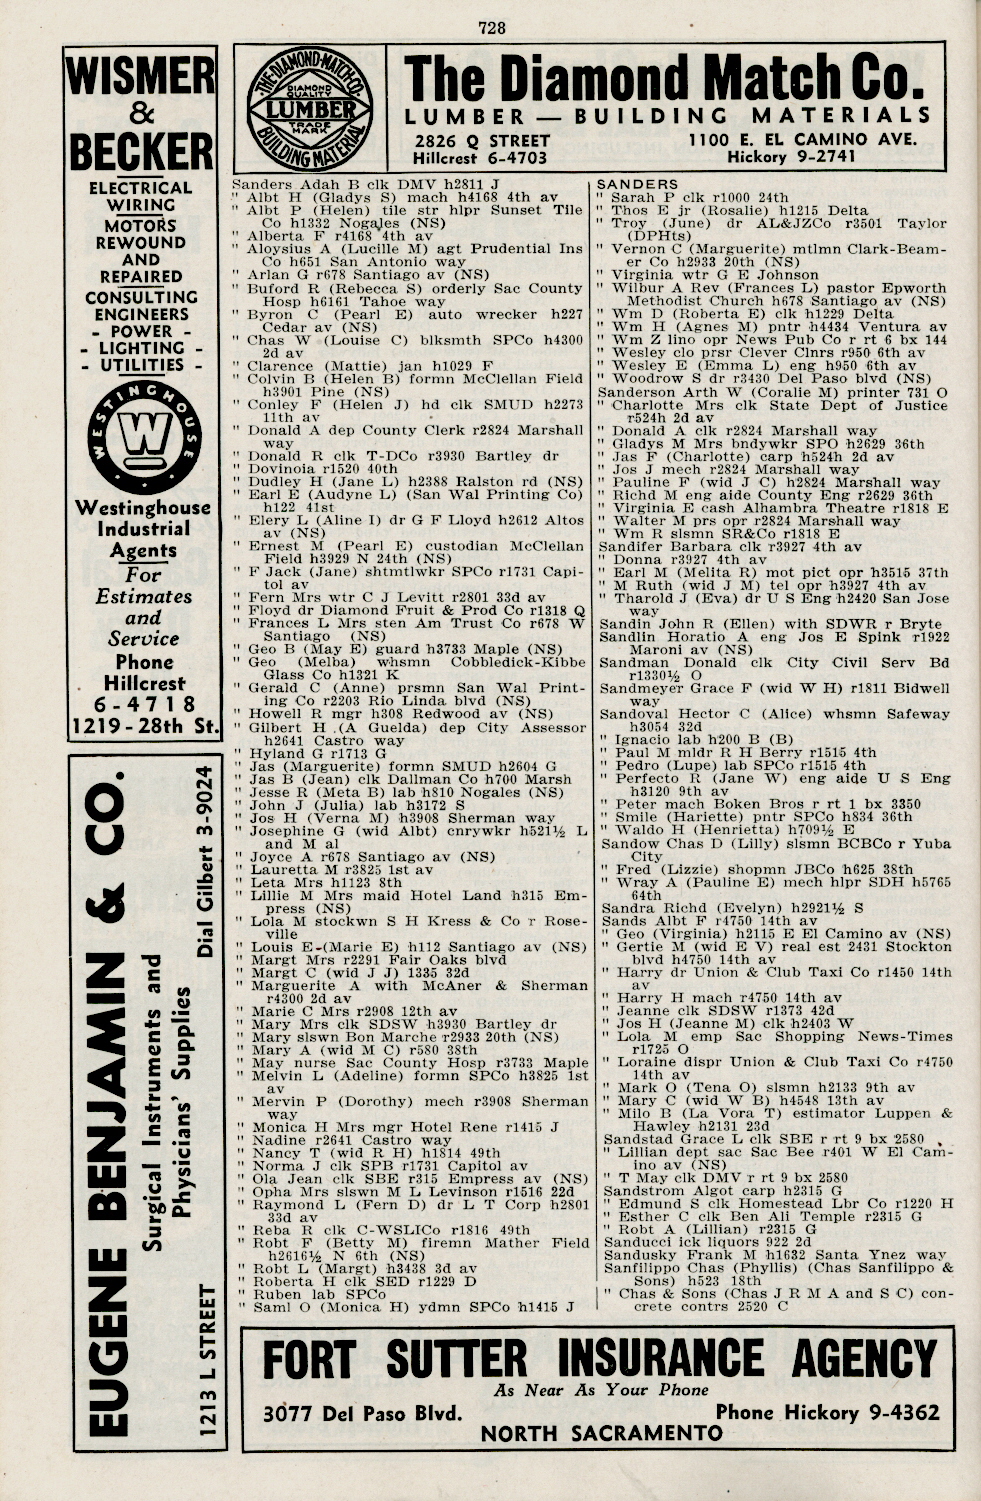 728
WISMER
&
BECKER
ELECTRICAL
WIRING
MOTORS
REWOUND
AND
REPAIRED
CONSULTING
ENGINEERS
- POWER -
- LIGHTING -
- UTILITIES -
WESTINGHOUSE
W
Westinghouse
Industrial
Agents
For
Estimates
and
Service
Phone
Hillcrest
6-4718
1219-28th St.
EUGENE BENJAMIN & CO.
Surgical Instruments and
Physicians' Supplies
1213 L STREET
Dial Gilbert 3-9024
THE-DIAMOND-MATCH-CO.
DIAMOND
QUALITY
LUMBER
TRADE
MARK
BUILDING MATERIAL
The Diamond Match Co.
LUMBER — BUILDING MATERIALS
2826 Q STREET
Hillcrest 6-4703
1100 E. EL CAMINO AVE.
Hickory 9-2741
Sanders Adah B clk DMV h2811 J
" Albt H (Gladys S) mach h4168 4th av
" Albt P (Helen) tile str hlpr Sunset Tile
Co h1332 Nogales (NS)
" Alberta F r4168 4th av
" Aloysius A (Lucille M) agt Prudential Ins
Co h651 San Antonio way
" Arlan G r678 Santiago av (NS)
" Buford R (Rebecca S) orderly Sac County
Hosp h6161 Tahoe way
" Byron C (Pearl E) auto wrecker h227
Cedar av (NS)
" Chas W (Louise C) blksmth SPCo h4300
2d av
" Clarence (Mattie) jan h1029 F
" Colvin B (Helen B) formn McClellan Field
h3901 Pine (NS)
" Conley F (Helen J) hd clk SMUD h2273
11th av
" Donald A dep County Clerk r2824 Marshall
way
" Donald R clk T-DCo r3930 Bartley dr
" Dovinoia r1520 40th
" Dudley H (Jane L) h2388 Ralston rd (NS)
" Earl E (Audyne L) (San Wal Printing Co)
h122 41st
" Elery L (Aline I) dr G F Lloyd h2612 Altos
av (NS)
" Ernest M (Pearl E) custodian McClellan
Field h3929 N 24th (NS)
" F Jack (Jane) shtmtlwkr SPCo r1731 Capi-
tol av
" Fern Mrs wtr C J Levitt r2801 33d av
" Floyd dr Diamond Fruit & Prod Co r1318 Q
" Frances L Mrs sten Am Trust Co r678 W
Santiago (NS)
" Geo B (May E) guard h3733 Maple (NS)
" Geo (Melba) whsmn Cobbledick-Kibbe
Glass Co h1321 K
" Gerald C (Anne) prsmn San Wal Print-
ing Co r2203 Rio Linda blvd (NS)
" Howell R mgr h308 Redwood av (NS)
" Gilbert H (A Guelda) dep City Assessor
h2641 Castro way
" Hyland G r1713 G
" Jas (Marguerite) formn SMUD h2604 G
" Jas B (Jean) clk Dallman Co h700 Marsh
" Jesse R (Meta B) lab h810 Nogales (NS)
" John J (Julia) lab h3172 S
" Jos H (Verna M) h3908 Sherman way
" Josephine G (wid Albt) cnrywkr h521½ L
and M al
" Joyce A r678 Santiago av (NS)
" Lauretta M r3825 1st av
" Leta Mrs h1123 8th
" Lillie M Mrs maid Hotel Land h315 Em-
press (NS)
" Lola M stockwn S H Kress & Co r Rose-
ville
" Louis E (Marie E) h112 Santiago av (NS)
" Margt Mrs r2291 Fair Oaks blvd
" Margt C (wid J J) 1335 32d
" Marguerite A with McAner & Sherman
r4300 2d av
" Marie C Mrs r2908 12th av
" Mary Mrs clk SDSW h3930 Bartley dr
" Mary slswn Bon Marche r2933 20th (NS)
" Mary A (wid M C) r580 38th
" May nurse Sac County Hosp r3733 Maple
" Melvin L (Adeline) formn SPCo h3825 1st
av
" Mervin P (Dorothy) mech r3908 Sherman
way
" Monica H Mrs mgr Hotel Rene r1415 J
" Nadine r2641 Castro way
" Nancy T (wid R H) h1814 49th
" Norma J clk SPB r1731 Capitol av
" Ola Jean clk SBE r315 Empress av (NS)
" Opha Mrs slswn M L Levinson r1516 22d
" Raymond L (Fern D) dr L T Corp h2801
33d av
" Reba R clk C-WSLICo r1816 49th
" Robt F (Betty M) firemn Mather Field
h2616½ N 6th (NS)
" Robt L (Margt) h3438 3d av
" Roberta H clk SED r1229 D
" Ruben lab SPCo
" Saml O (Monica H) ydmn SPCo h1415 J
SANDERS
" Sarah P clk r1000 24th
" Thos E jr (Rosalie) h1215 Delta
" Troy (June) dr AL&JZCo r3501 Taylor
(DPHts)
" Vernon C (Marguerite) mtlmn Clark-Beam-
er Co h2933 20th (NS)
" Virginia wtr G E Johnson
" Wilbur A Rev (Frances L) pastor Epworth
Methodist Church h678 Santiago av (NS)
" Wm D (Roberta E) clk h1229 Delta
" Wm H (Agnes M) pntr h4434 Ventura av
" Wm Z lino opr News Pub Co r rt 6 bx 144
" Wesley clo prsr Clever Clnrs r950 6th av
" Wesley E (Emma L) eng h950 6th av
" Woodrow S dr r3430 Del Paso blvd (NS)
Sanderson Arth W (Coralie M) printer 731 O
" Charlotte Mrs clk State Dept of Justice
r524h 2d av
" Donald A clk r2824 Marshall way
" Gladys M Mrs bndywkr SPO h2629 36th
" Jas F (Charlotte) carp h524h 2d av
" Jos J mech r2824 Marshall way
" Pauline F (wid J C) h2824 Marshall way
" Richd M eng aide County Eng r2629 36th
" Virginia E cash Alhambra Theatre r1818 E
" Walter M prs opr r2824 Marshall way
" Wm R slsmn SR&Co r1818 E
Sandifer Barbara clk r3927 4th av
" Donna r3927 4th av
" Earl M (Melita R) mot pict opr h3515 37th
" M Ruth (wid J M) tel opr h3927 4th av
" Tharold J (Eva) dr U S Eng h2420 San Jose
way
Sandin John R (Ellen) with SDWR r Bryte
Sandlin Horatio A eng Jos E Spink r1922
Maroni av (NS)
Sandman Donald clk City Civil Serv Bd
r1330½ O
Sandmeyer Grace F (wid W H) r1811 Bidwell
way
Sandoval Hector C (Alice) whsmn Safeway
h3054 32d
" Ignacio lab h200 B (B)
" Paul M mldr R H Berry r1515 4th
" Pedro (Lupe) lab SPCo r1515 4th
" Perfecto R (Jane W) eng aide U S Eng
h3120 9th av
" Peter mach Boken Bros r rt 1 bx 3350
" Smile (Hariette) pntr SPCo h834 36th
" Waldo H (Henrietta) h709½ E
Sandow Chas D (Lilly) slsmn BCBCo r Yuba
City
" Fred (Lizzie) shopmn JBCo h625 38th
" Wray A (Pauline E) mech hlpr SDH h5765
64th
Sandra Richd (Evelyn) h2921½ S
Sands Albt F r4750 14th av
" Geo (Virginia) h2115 E El Camino av (NS)
" Gertie M (wid E V) real est 2431 Stockton
blvd h4750 14th av
" Harry dr Union & Club Taxi Co r1450 14th
av
" Harry H mach r4750 14th av
" Jeanne clk SDSW r1373 42d
" Jos H (Jeanne M) clk h2403 W
" Lola M emp Sac Shopping News-Times
r1725 O
" Loraine dispr Union & Club Taxi Co r4750
14th av
" Mark O (Tena O) slsmn h2133 9th av
" Mary C (wid W B) h4548 13th av
" Milo B (La Vora T) estimator Luppen &
Hawley h2131 23d
Sandstad Grace L clk SBE r rt 9 bx 2580
" Lillian dept sac Sac Bee r401 W El Cam-
ino av (NS)
" T May clk DMV r rt 9 bx 2580
Sandstrom Algot carp h2315 G
" Edmund S clk Homestead Lbr Co r1220 H
" Esther C clk Ben Ali Temple r2315 G
" Robt A (Lillian) r2315 G
Sanducci ick liquors 922 2d
Sandusky Frank M h1632 Santa Ynez way
Sanfilippo Chas (Phyllis) (Chas Sanfilippo &
Sons) h523 18th
" Chas & Sons (Chas J R M A and S C) con-
crete contrs 2520 C
FORT SUTTER INSURANCE AGENCY
As Near As Your Phone
3077 Del Paso Blvd.
Phone Hickory 9-4362
NORTH SACRAMENTO